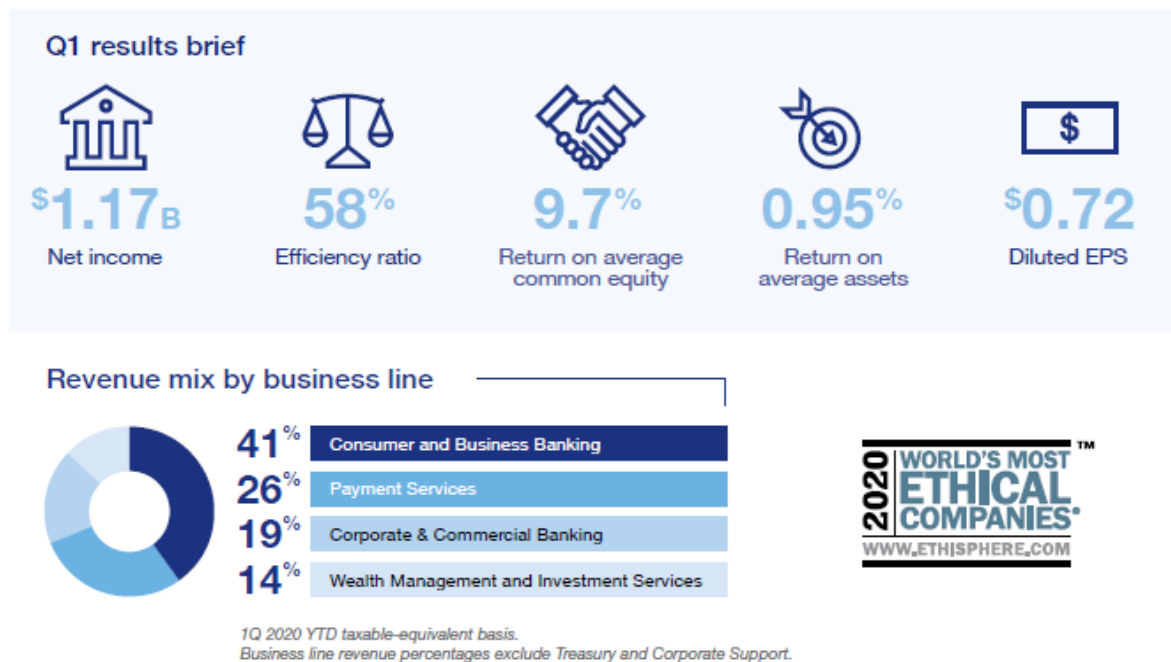 Q1 results brief
$
$1.17B
58%
9.7%
0.95%
$0.72
Net income
Efficiency ratio
Return on average
common equity
Return on
average assets
Diluted EPS
Revenue mix by business line
41% Consumer and Business Banking
26% Payment Services
19% Corporate & Commercial Banking
14% Wealth Management and Investment Services
1Q 2020 YTD taxable-equivalent basis.
Business line revenue percentages exclude Treasury and Corporate Support.
2020
WORLD'S MOST
ETHICAL
COMPANIES®
™
WWW.ETHISPHERE.COM